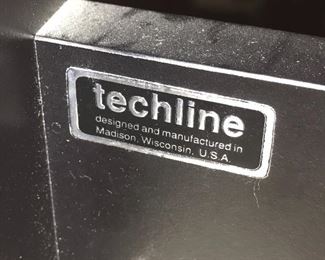 techline
designed and manufactured in
Madison, Wisconsin, U.S.A.